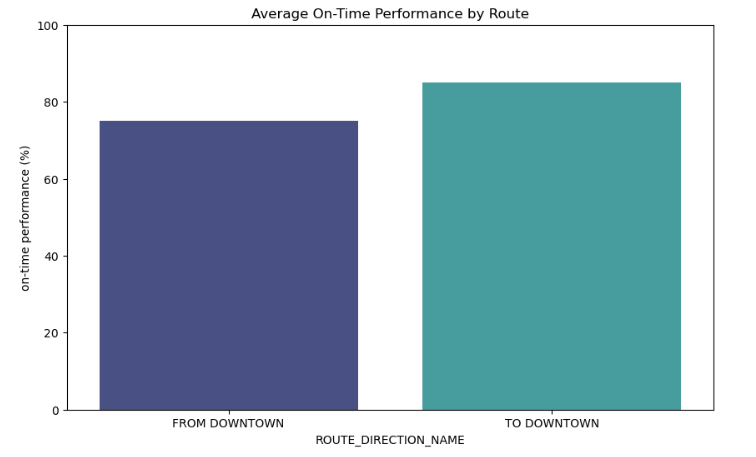 Average On-Time Performance by Route
on-time performance (%)
100
80
60
40
20
0
FROM DOWNTOWN TO DOWNTOWN
ROUTE_DIRECTION_NAME